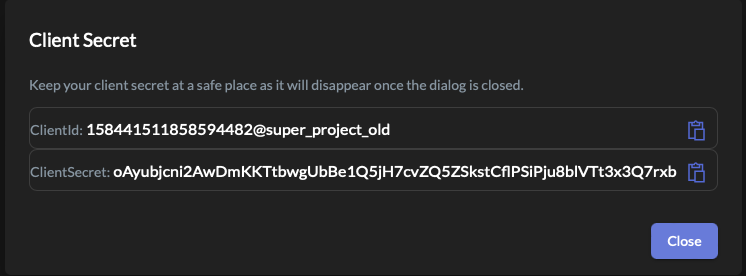 Client Secret
Keep your client secret at a safe place as it will disappear once the dialog is closed.
ClientId: 158441511858594482@super_project_old
ClientSecret: oAyubjcni2AwDmKKTtbwgUbBe1Q5jH7cvZQ5ZSkstCflPSiPju8blVTt3x3Q7rxb
Close